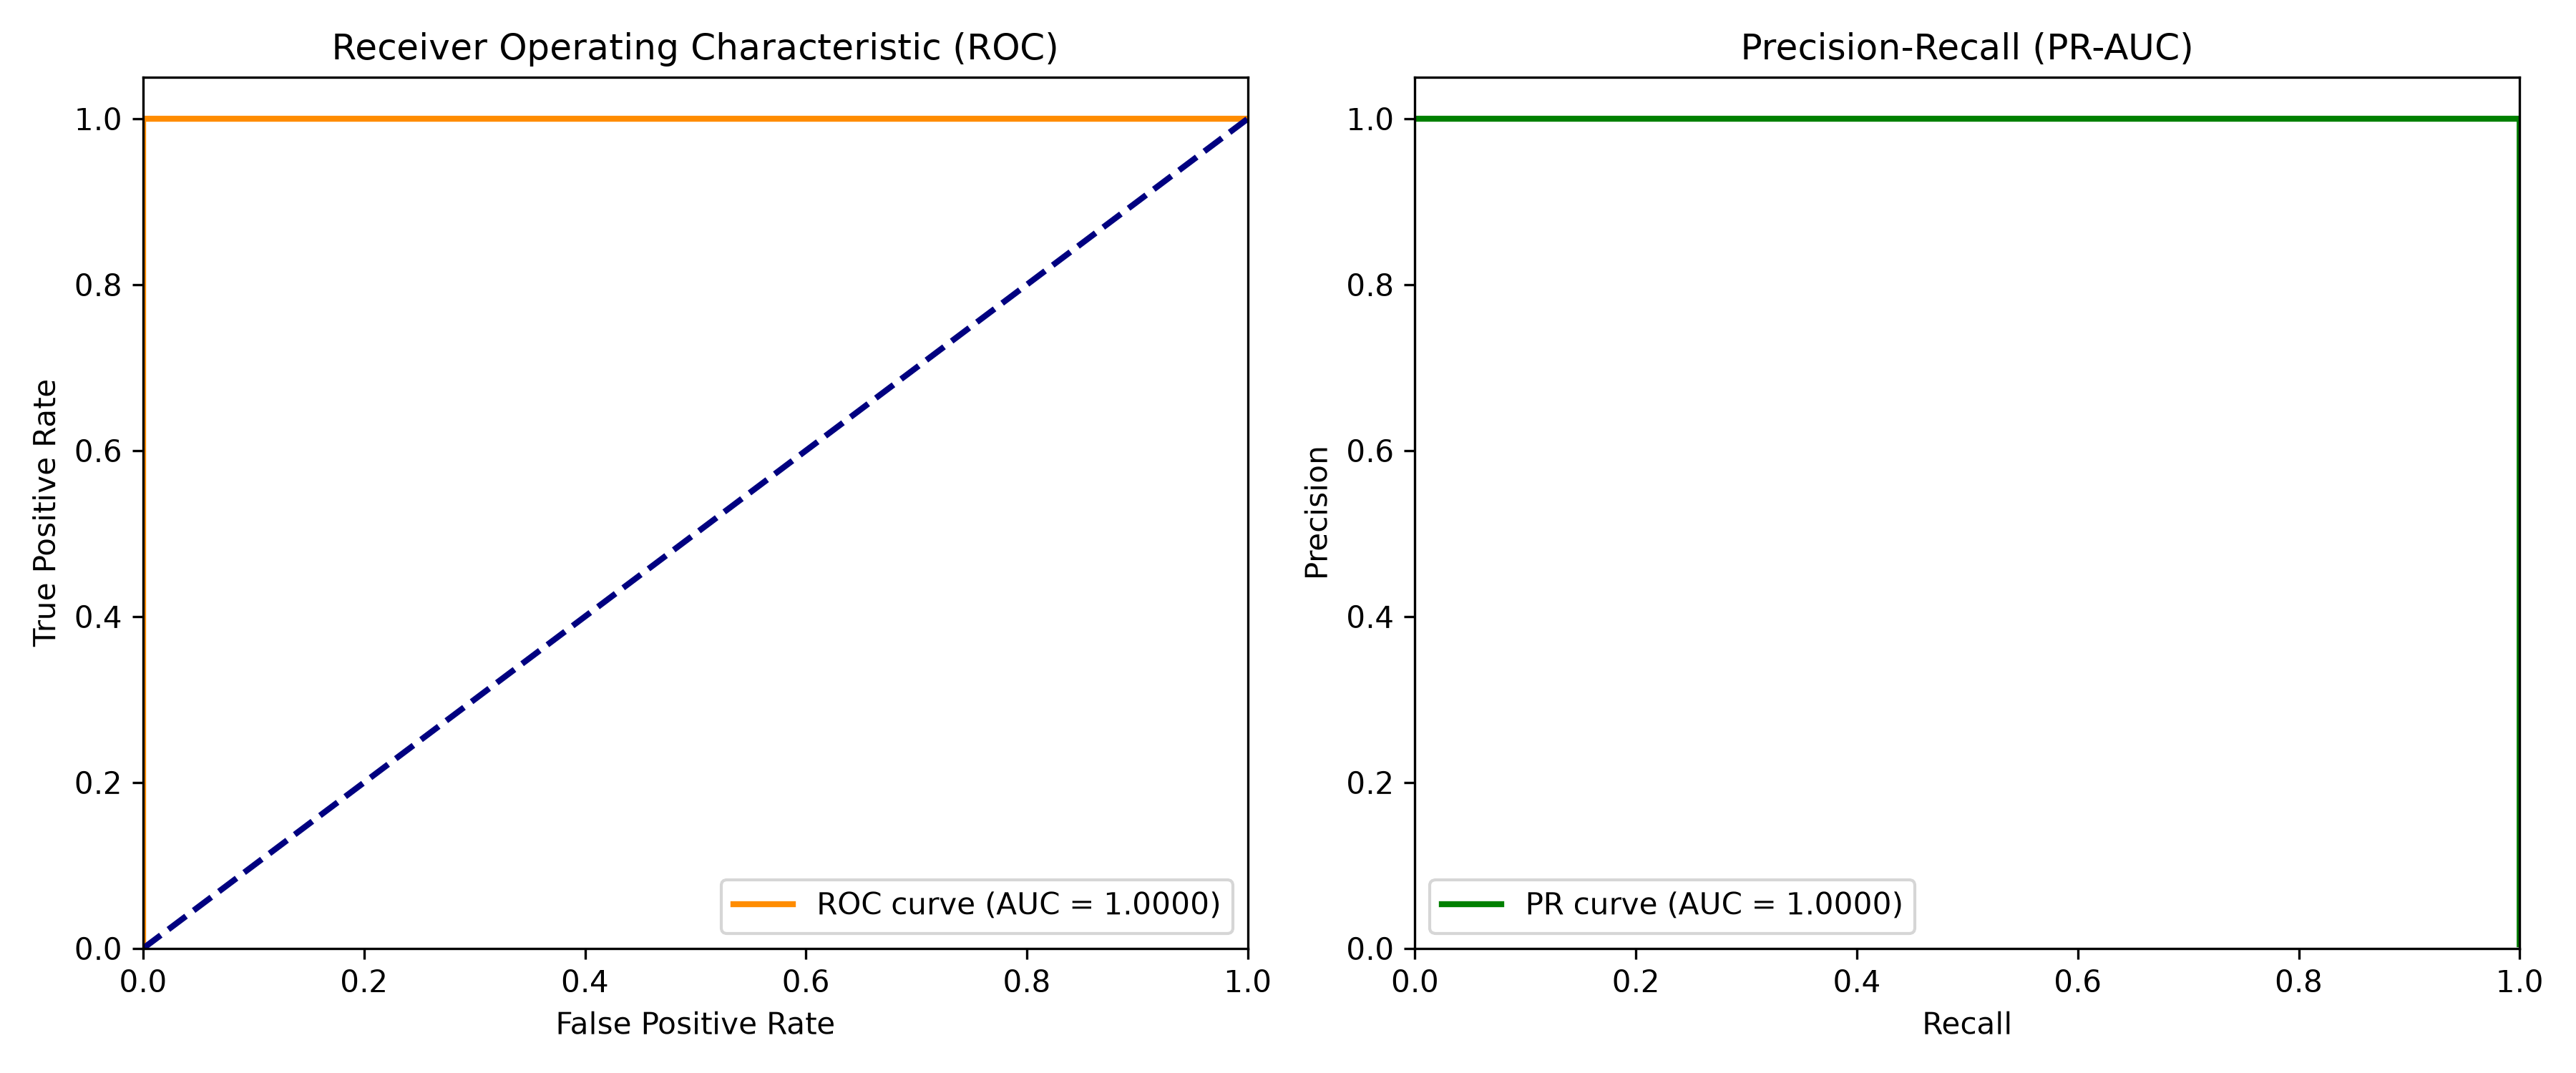 Receiver Operating Characteristic (ROC)
1.0
0.8
0.6
0.4
0.2
0.0
True Positive Rate
0.0 0.2 0.4 0.6 0.8 1.0
False Positive Rate
ROC curve (AUC = 1.0000)
Precision-Recall (PR-AUC)
1.0
0.8
0.6
0.4
0.2
0.0
Precision
0.0 0.2 0.4 0.6 0.8 1.0
Recall
PR curve (AUC = 1.0000)